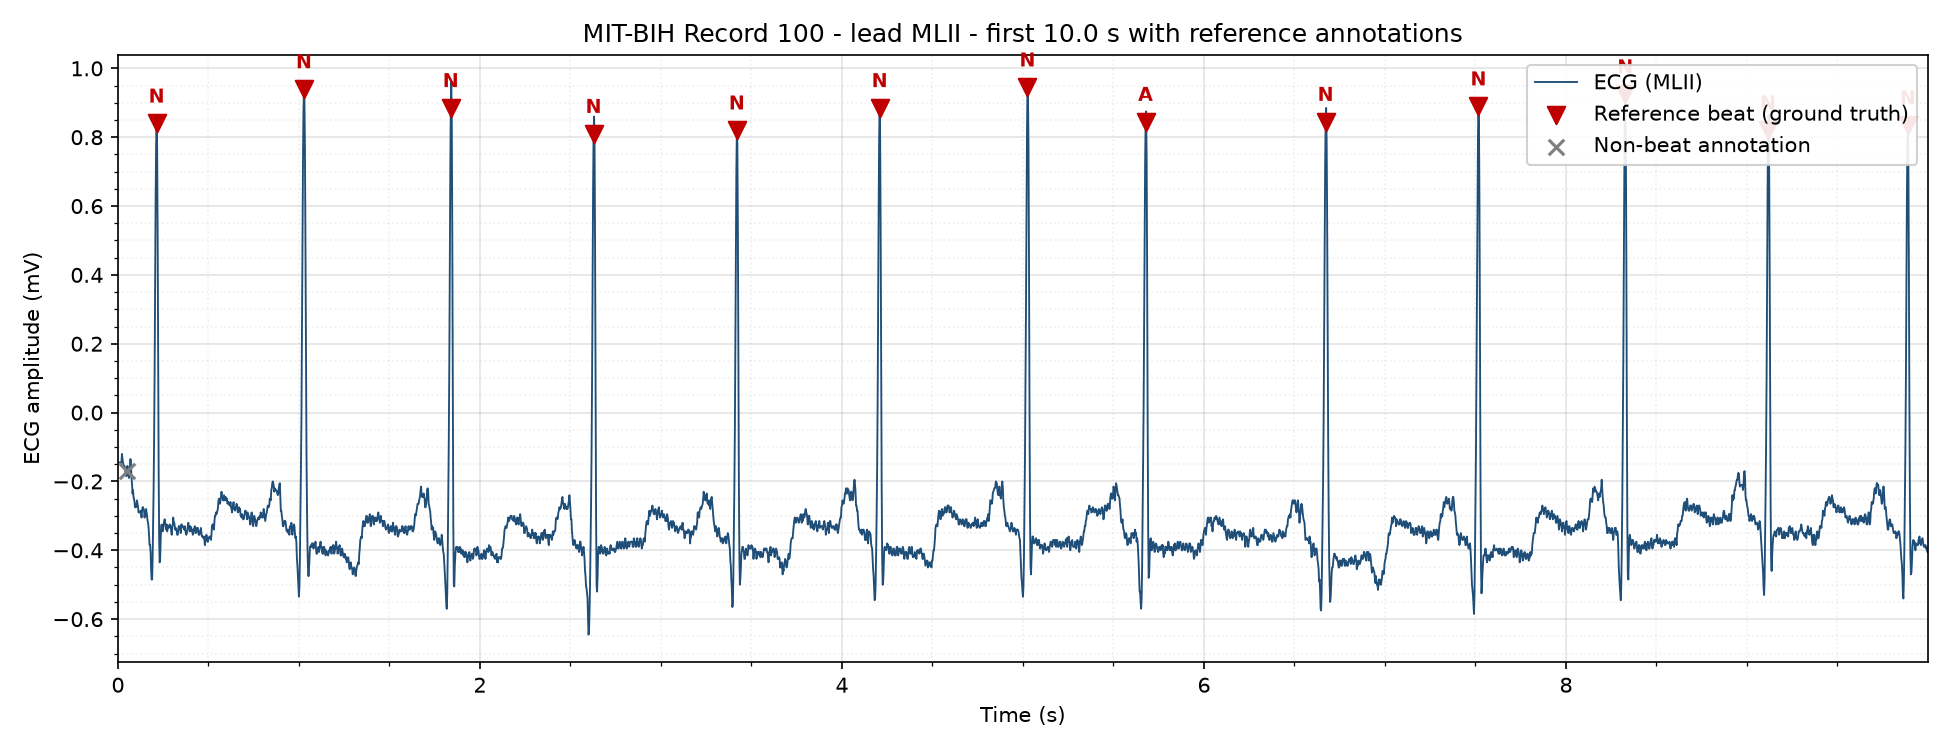 MIT-BIH Record 100 - lead MLII - first 10.0 s with reference annotations
N N N N N N N A N N N N N
ECG (MLII)
Reference beat (ground truth)
Non-beat annotation
ECG amplitude (mV)
1.0
0.8
0.6
0.4
0.2
0.0
−0.2
−0.4
−0.6
0 2 4 6 8
Time (s)